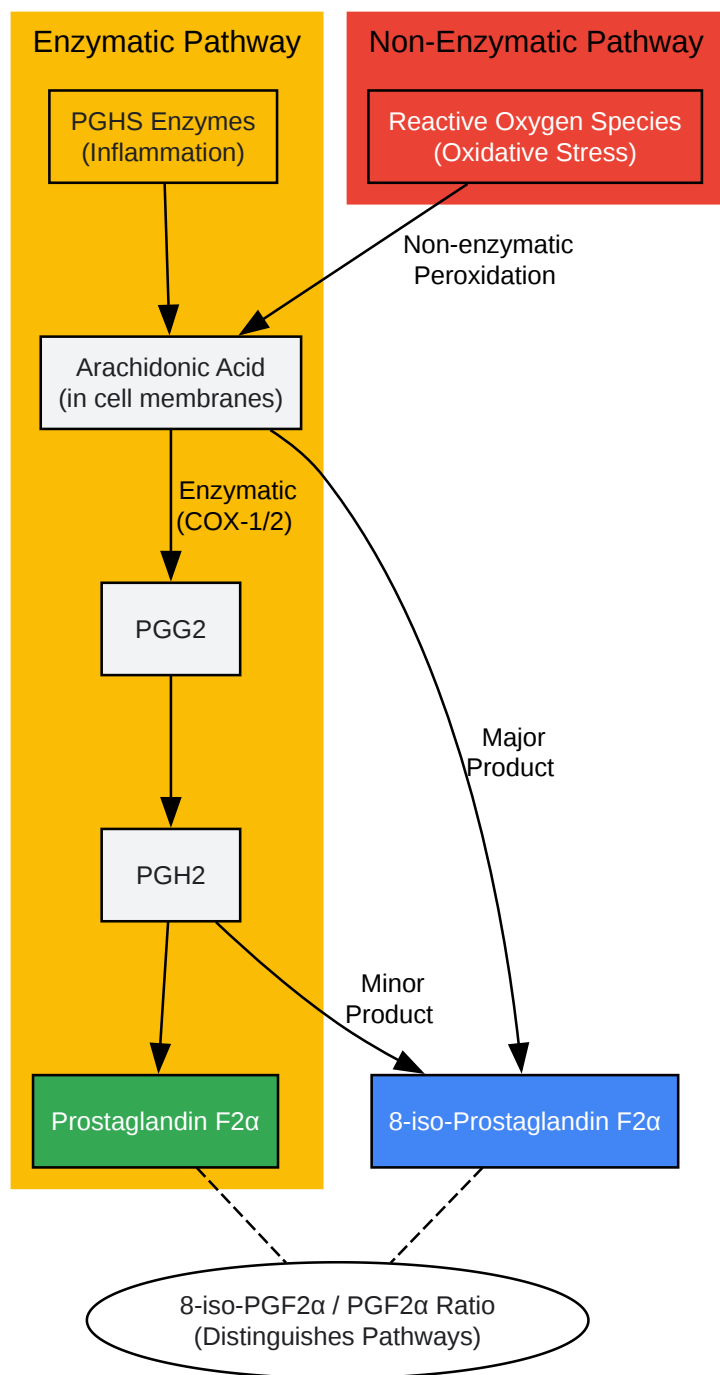 Enzymatic Pathway
Non-Enzymatic Pathway
PGHS Enzymes
(Inflammation)
Reactive Oxygen Species
(Oxidative Stress)
Non-enzymatic
Peroxidation
Arachidonic Acid
(in cell membranes)
Enzymatic
(COX-1/2)
PGG2
Major
Product
PGH2
Minor
Product
Prostaglandin F2α
8-iso-Prostaglandin F2α
8-iso-PGF2α / PGF2α Ratio
(Distinguishes Pathways)